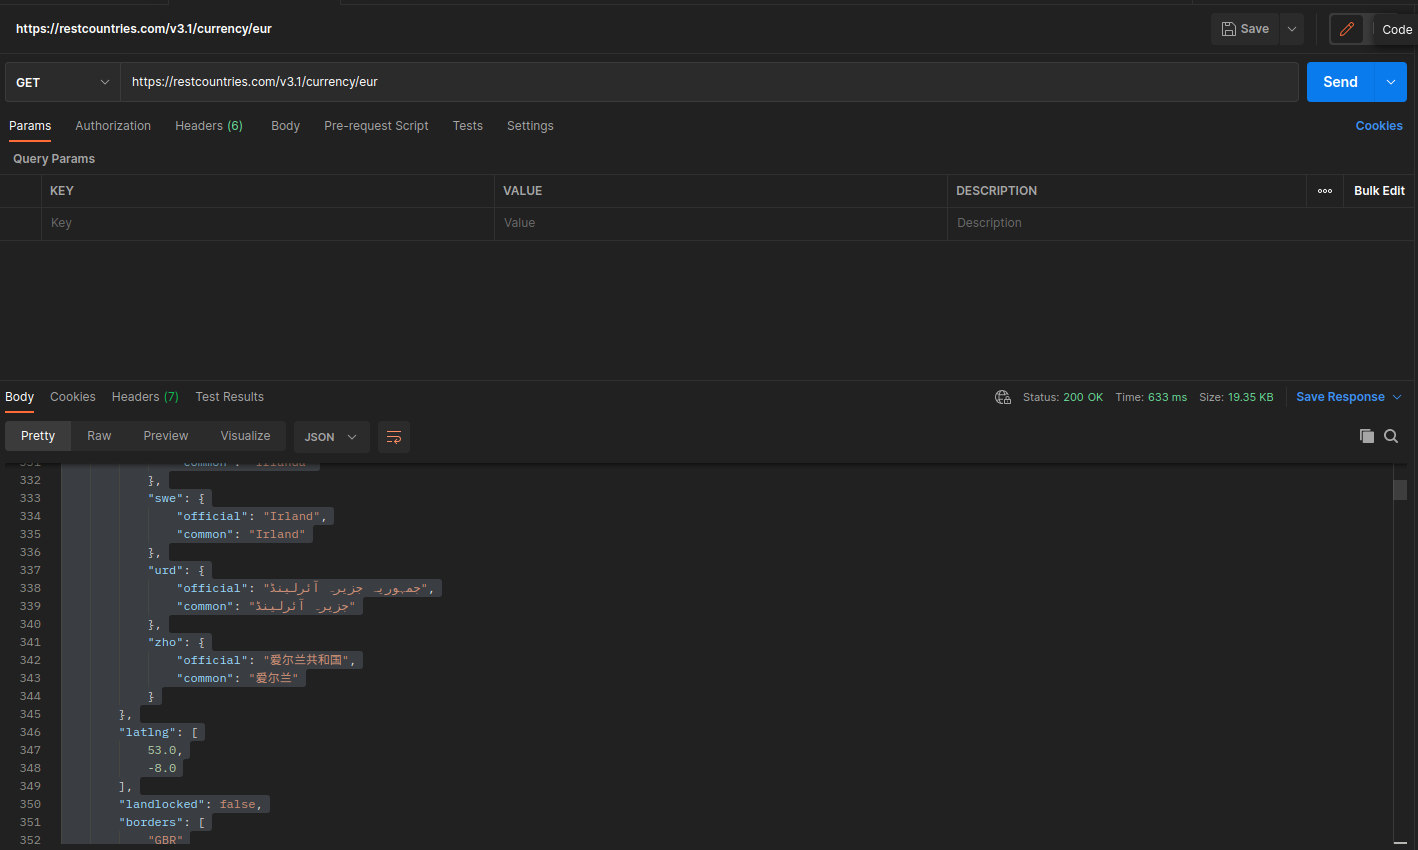 https://restcountries.com/v3.1/currency/eur
Save
Code
GET
https://restcountries.com/v3.1/currency/eur
Send
Params Authorization Headers (6) Body Pre-request Script Tests Settings Cookies
Query Params
KEY VALUE DESCRIPTION ooo Bulk Edit
Key Value Description
Body Cookies Headers (7) Test Results Status: 200 OK Time: 633 ms Size: 19.35 KB Save Response
Pretty Raw Preview Visualize JSON
332 },
333 "swe": {
334 "official": "Irland",
335 "common": "Irland"
336 },
337 "urd": {
338 "official": "جمہوریہ جزیرہ آئرلینڈ",
339 "common": "جزیرہ آئرلینڈ"
340 },
341 "zho": {
342 "official": "爱尔兰共和国",
343 "common": "爱尔兰"
344 }
345 },
346 "latlng": [
347 53.0,
348 -8.0
349 ],
350 "landlocked": false,
351 "borders": [
352 "GBR"